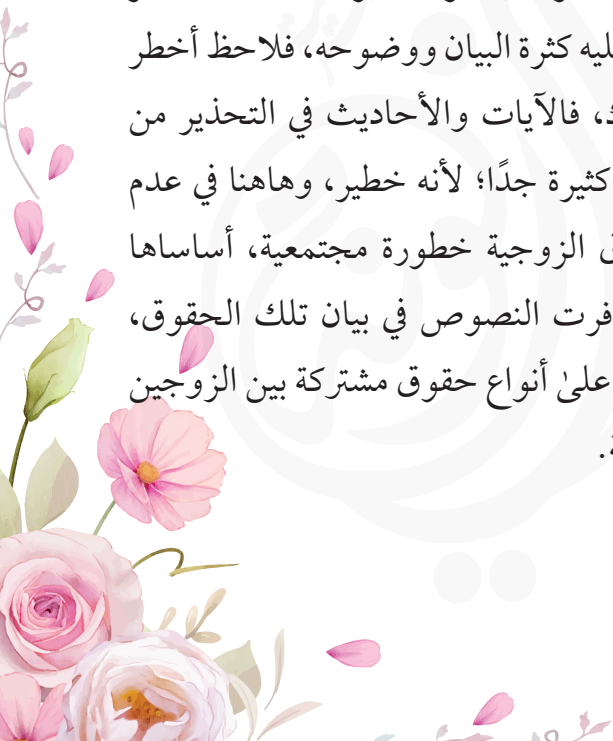 ليه كثرة البيان ووضوحه، فلاحظ أخطر
، فالآيات والأحاديث في التحذير من
كثيرة جدًا؛ لأنه خطير، وهاهنا في عدم
الزوجية خطورة مجتمعية، أساساها
فرت النصوص في بيان تلك الحقوق،
علىٰ أنواع حقوق مشتركة بين الزوجين
.